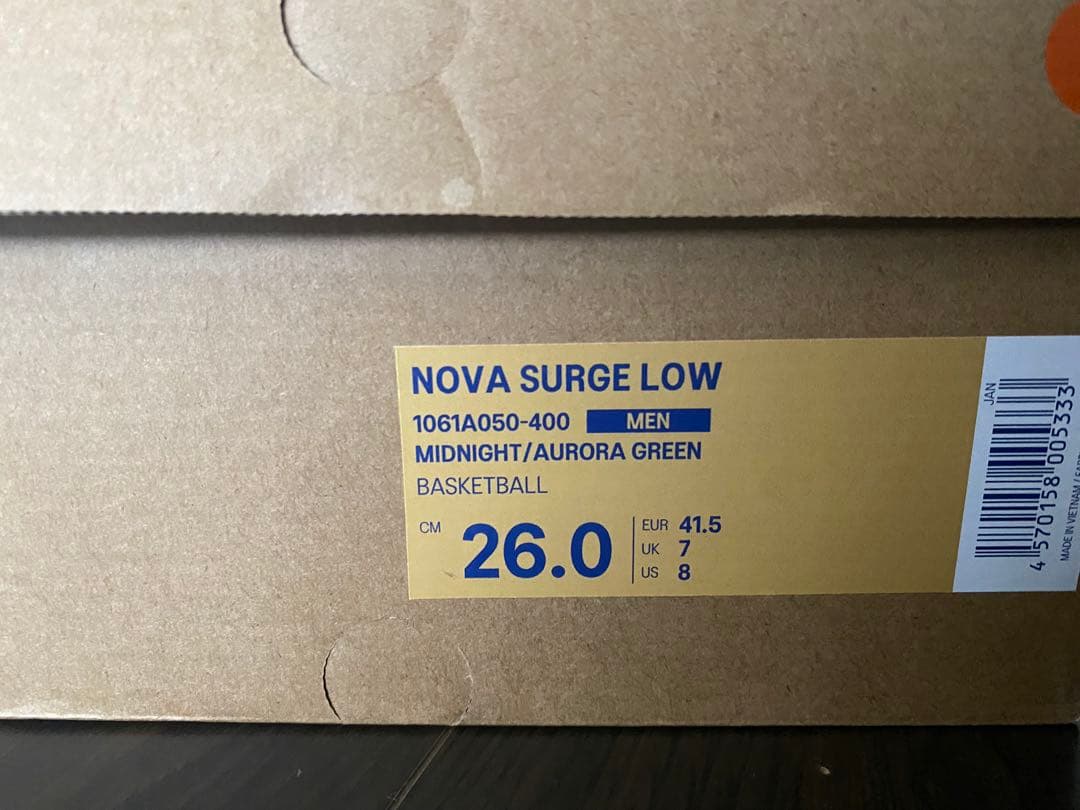 NOVA SURGE LOW
1061A050-400 MEN
MIDNIGHT/AURORA GREEN
BASKETBALL
CM 26.0
EUR 41.5
UK 7
US 8
JAN
4 570158 005333
MADE IN VIETNAM /